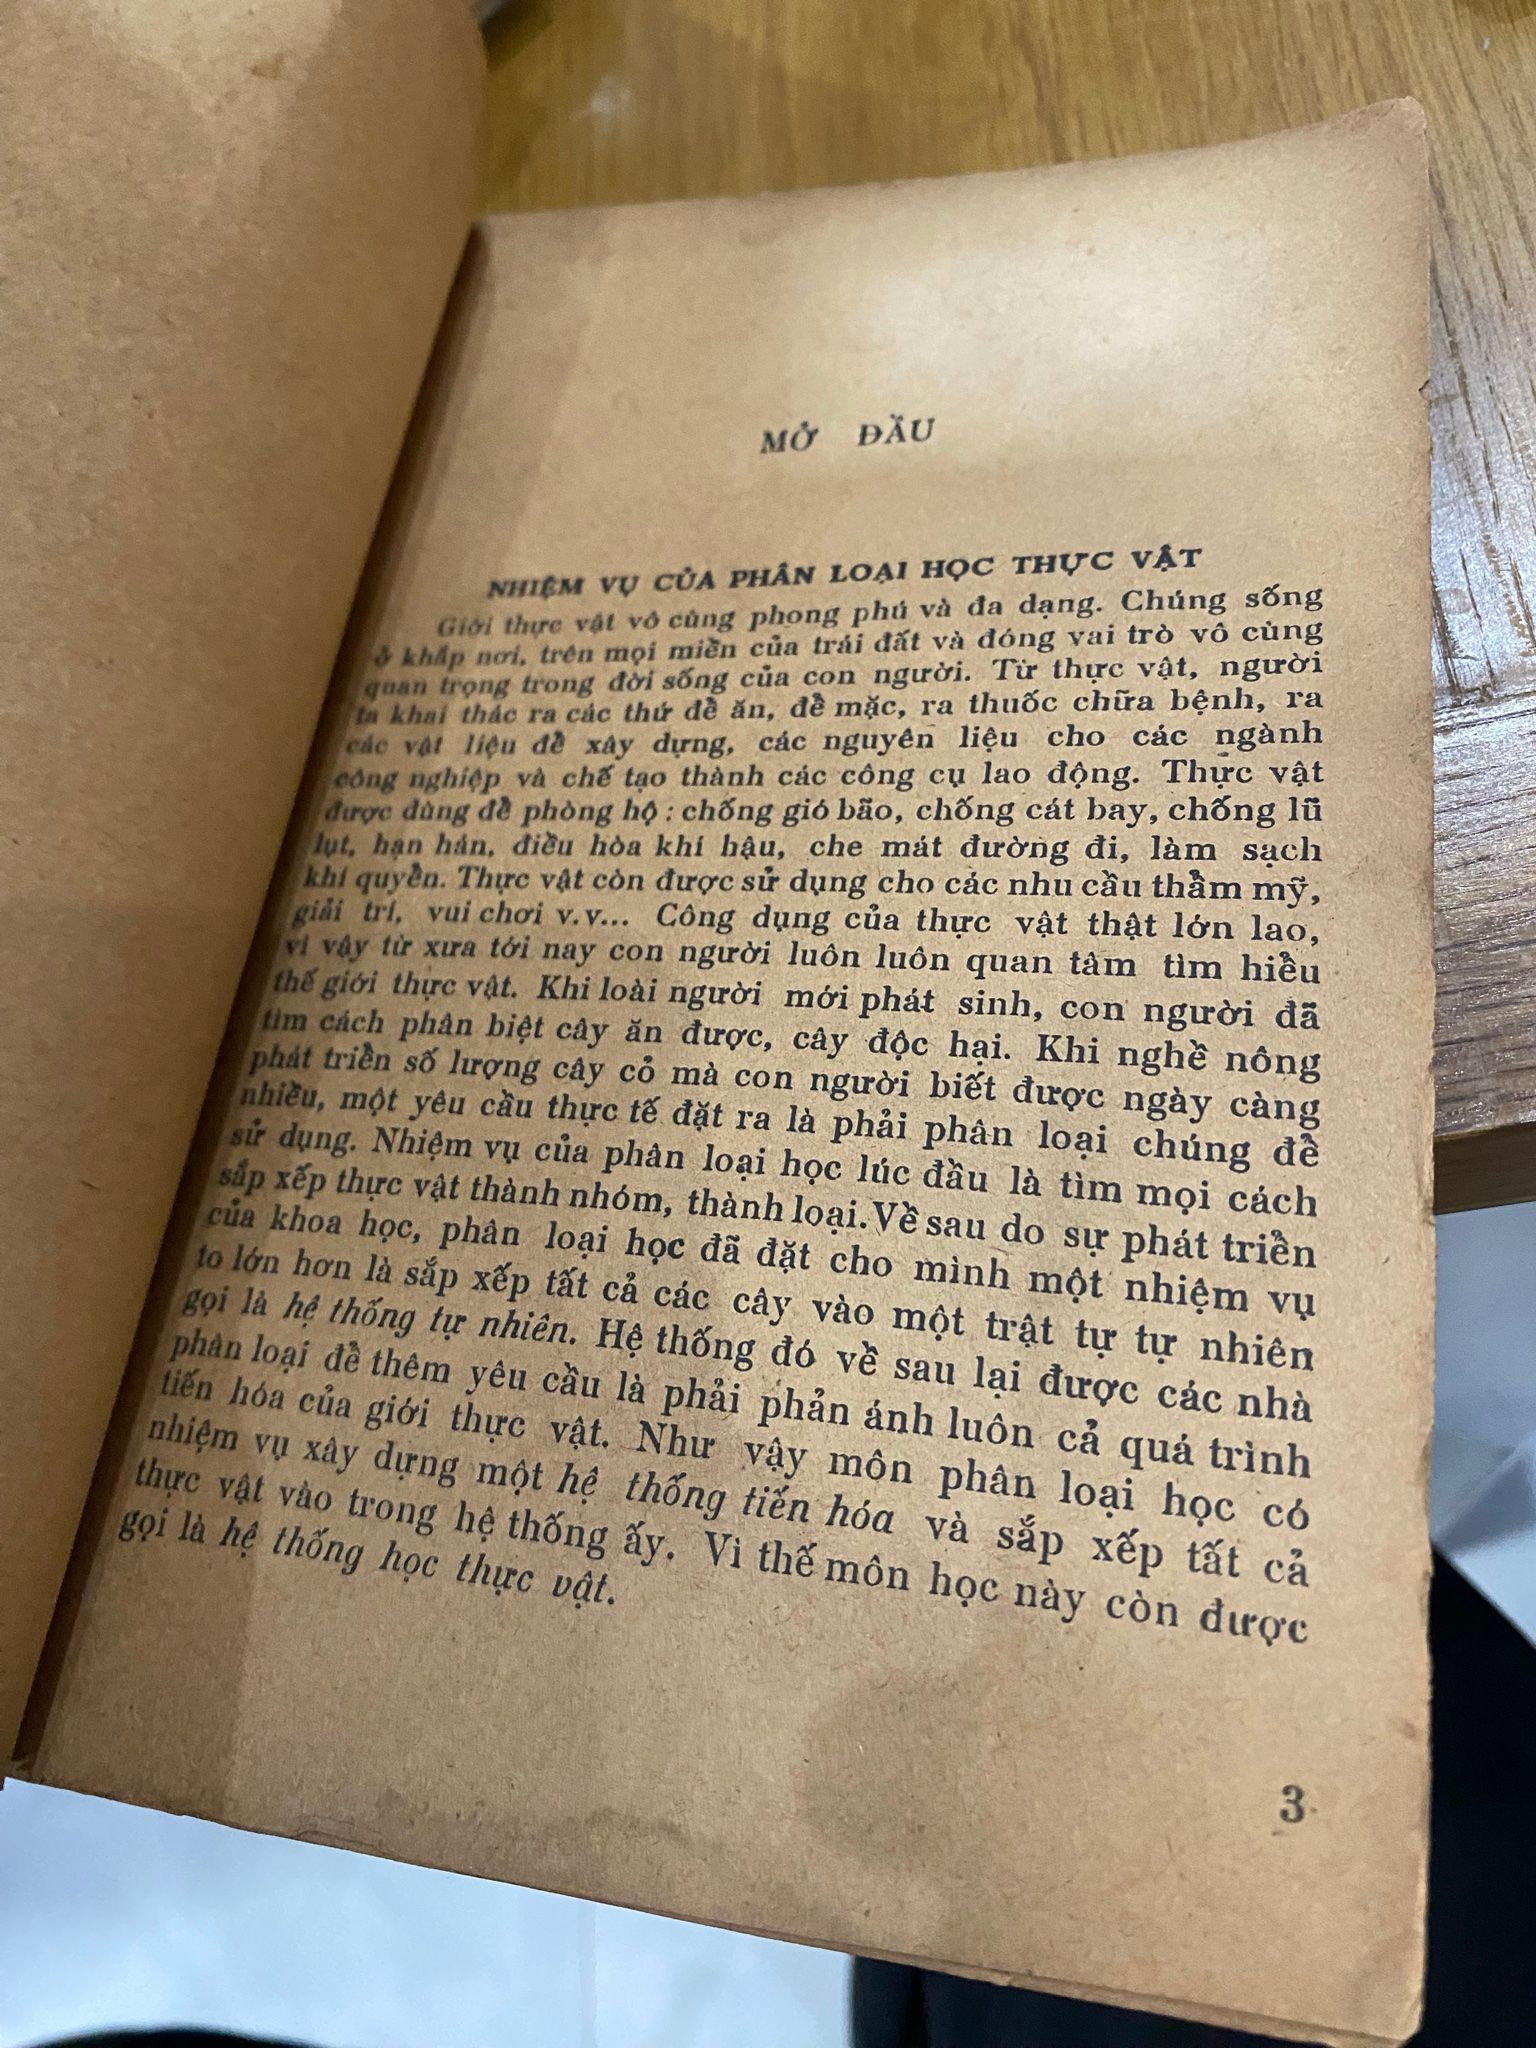 MỞ ĐẦU
NHIỆM VỤ CỦA PHÂN LOẠI HỌC THỰC VẬT
Giới thực vật vô cùng phong phú và đa dạng. Chúng sống
ở khắp nơi, trên mọi miền của trái đất và đóng vai trò vô cùng
quan trọng trong đời sống của con người. Từ thực vật, người
ta khai thác ra các thứ để ăn, để mặc, ra thuốc chữa bệnh, ra
các vật liệu để xây dựng, các nguyên liệu cho các ngành
công nghiệp và chế tạo thành các công cụ lao động. Thực vật
được dùng để phòng hộ : chống gió bão, chống cát bay, chống lũ
lụt, hạn hán, điều hòa khí hậu, che mát đường đi, làm sạch
khí quyển. Thực vật còn được sử dụng cho các nhu cầu thẩm mỹ,
giải trí, vui chơi v.v... Công dụng của thực vật thật lớn lao,
vì vậy từ xưa tới nay con người luôn luôn quan tâm tìm hiểu
thế giới thực vật. Khi loài người mới phát sinh, con người đã
tìm cách phân biệt cây ăn được, cây độc hại. Khi nghề nông
phát triển số lượng cây cỏ mà con người biết được ngày càng
nhiều, một yêu cầu thực tế đặt ra là phải phân loại chúng để
sử dụng. Nhiệm vụ của phân loại học lúc đầu là tìm mọi cách
sắp xếp thực vật thành nhóm, thành loại. Về sau do sự phát triển
của khoa học, phân loại học đã đặt cho mình một nhiệm vụ
to lớn hơn là sắp xếp tất cả các cây vào một trật tự tự nhiên
gọi là hệ thống tự nhiên. Hệ thống đó về sau lại được các nhà
phân loại để thêm yêu cầu là phải phản ánh luôn cả quá trình
tiến hóa của giới thực vật. Như vậy môn phân loại học có
nhiệm vụ xây dựng một hệ thống tiến hóa và sắp xếp tất cả
thực vật vào trong hệ thống ấy. Vì thế môn học này còn được
gọi là hệ thống học thực vật.
3